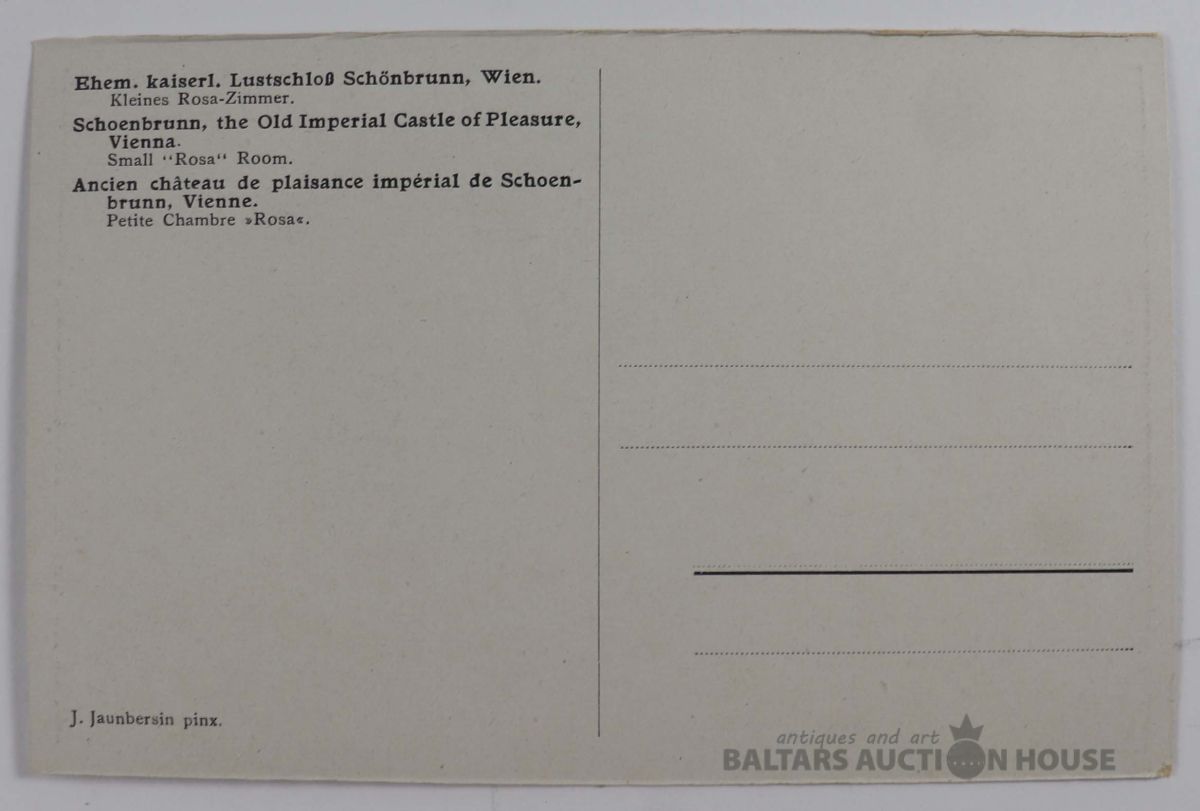 Ehem. kaiserl. Lustschloß Schönbrunn, Wien.
Kleines Rosa-Zimmer.
Schoenbrunn, the Old Imperial Castle of Pleasure,
Vienna.
Small “Rosa“ Room.
Ancien château de plaisance impérial de Schoen-
brunn, Vienne.
Petite Chambre »Rosa«.
J. Jaunbersin pinx.
antiques and art
BALTARS AUCTION HOUSE